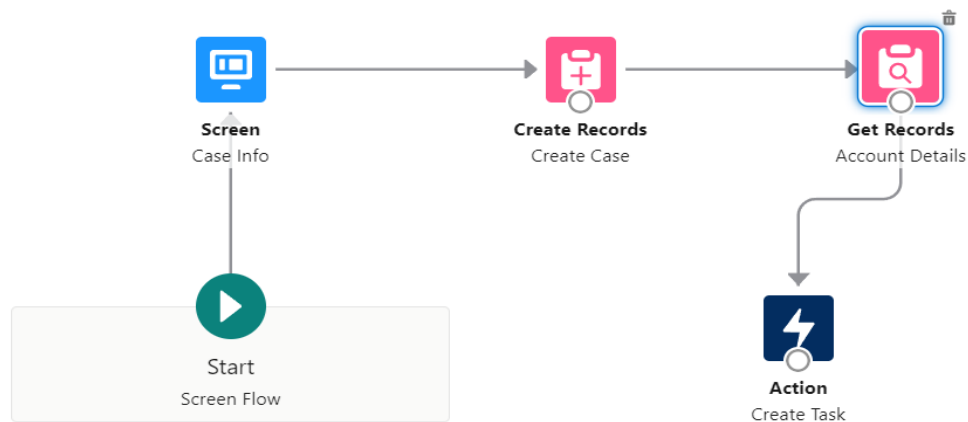 Screen
Case Info
Create Records
Create Case
Get Records
Account Details
Start
Screen Flow
Action
Create Task